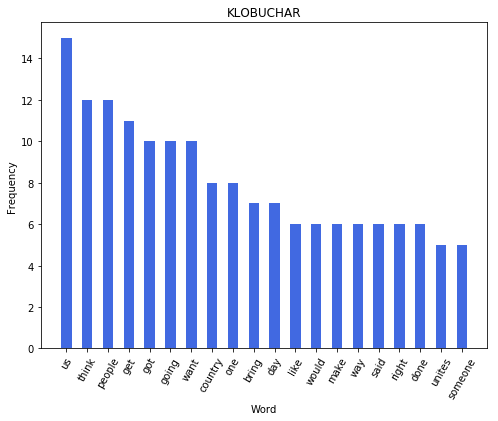 KLOBUCHAR
Frequency
14
12
10
8
6
4
2
0
us
think
people
get
got
going
want
country
one
bring
day
like
would
make
way
said
right
done
unites
someone
Word